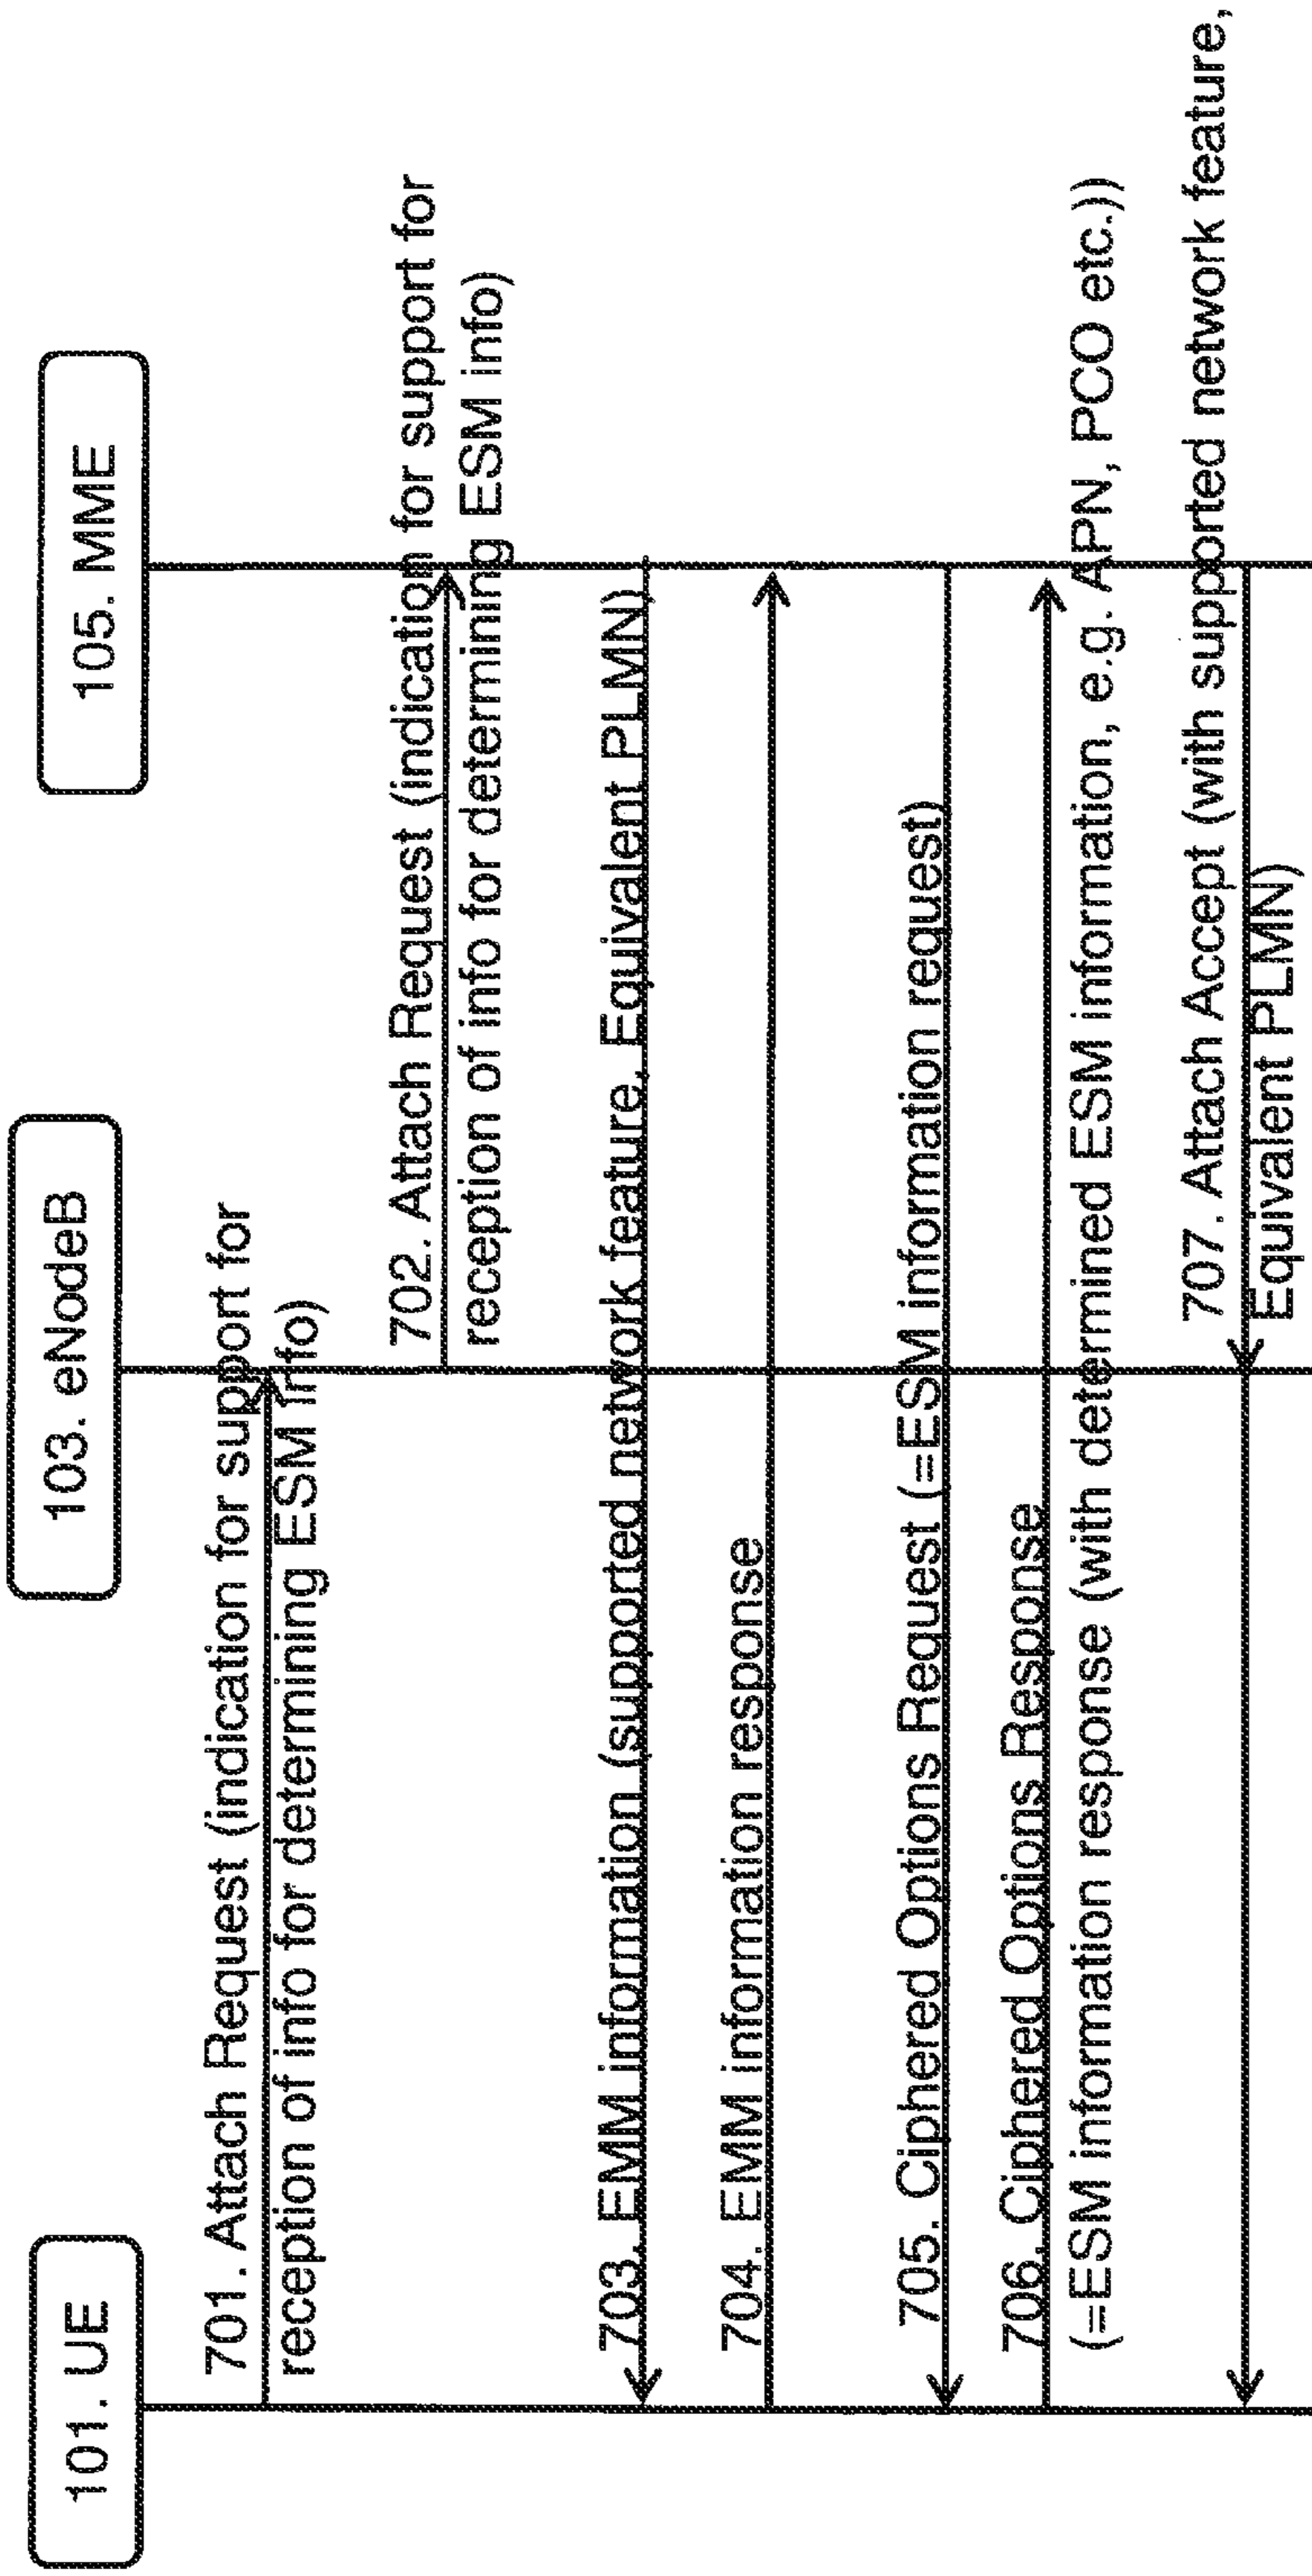 101. UE
103. eNodeB
105. MME
701. Attach Request (indication for support for
reception of info for determining ESM info)
702. Attach Request (indication for support for
reception of info for determining ESM info)
703. EMM information (supported network feature, Equivalent PLMN)
704. EMM information response
705. Ciphered Options Request (=ESM information request)
706. Ciphered Options Response
(=ESM information response (with determined ESM information, e.g. APN, PCO etc.))
707. Attach Accept (with supported network feature,
Equivalent PLMN)